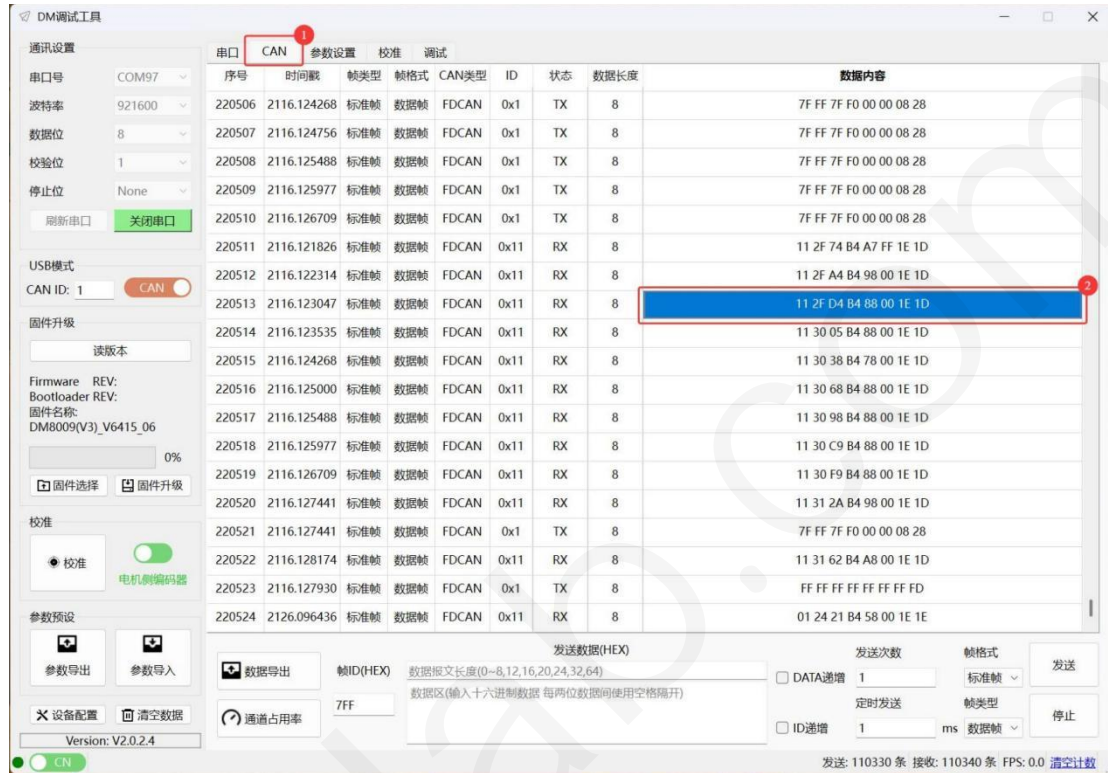 DM调试工具
通讯设置
串口号 COM97
波特率 921600
数据位 8
校验位 1
停止位 None
刷新串口 关闭串口
USB模式
CAN ID: 1 CAN
固件升级
读版本
Firmware REV:
Bootloader REV:
固件名称:
DM8009(V3)_V6415_06
0%
固件选择 固件升级
校准
校准
电机侧编码器
参数预设
参数导出 参数导入
设备配置 清空数据
Version: V2.0.2.4
CN
1
串口 CAN 参数设置 校准 调试
序号 时间戳 帧类型 帧格式 CAN类型 ID 状态 数据长度 数据内容
220506 2116.124268 标准帧 数据帧 FDCAN 0x1 TX 8 7F FF 7F F0 00 00 08 28
220507 2116.124756 标准帧 数据帧 FDCAN 0x1 TX 8 7F FF 7F F0 00 00 08 28
220508 2116.125488 标准帧 数据帧 FDCAN 0x1 TX 8 7F FF 7F F0 00 00 08 28
220509 2116.125977 标准帧 数据帧 FDCAN 0x1 TX 8 7F FF 7F F0 00 00 08 28
220510 2116.126709 标准帧 数据帧 FDCAN 0x1 TX 8 7F FF 7F F0 00 00 08 28
220511 2116.121826 标准帧 数据帧 FDCAN 0x11 RX 8 11 2F 74 B4 A7 FF 1E 1D
220512 2116.122314 标准帧 数据帧 FDCAN 0x11 RX 8 11 2F A4 B4 98 00 1E 1D
2
220513 2116.123047 标准帧 数据帧 FDCAN 0x11 RX 8 11 2F D4 B4 88 00 1E 1D
220514 2116.123535 标准帧 数据帧 FDCAN 0x11 RX 8 11 30 05 B4 88 00 1E 1D
220515 2116.124268 标准帧 数据帧 FDCAN 0x11 RX 8 11 30 38 B4 78 00 1E 1D
220516 2116.125000 标准帧 数据帧 FDCAN 0x11 RX 8 11 30 68 B4 88 00 1E 1D
220517 2116.125488 标准帧 数据帧 FDCAN 0x11 RX 8 11 30 98 B4 88 00 1E 1D
220518 2116.125977 标准帧 数据帧 FDCAN 0x11 RX 8 11 30 C9 B4 88 00 1E 1D
220519 2116.126709 标准帧 数据帧 FDCAN 0x11 RX 8 11 30 F9 B4 88 00 1E 1D
220520 2116.127441 标准帧 数据帧 FDCAN 0x11 RX 8 11 31 2A B4 98 00 1E 1D
220521 2116.127441 标准帧 数据帧 FDCAN 0x1 TX 8 7F FF 7F F0 00 00 08 28
220522 2116.128174 标准帧 数据帧 FDCAN 0x11 RX 8 11 31 62 B4 A8 00 1E 1D
220523 2116.127930 标准帧 数据帧 FDCAN 0x1 TX 8 FF FF FF FF FF FF FF FD
220524 2126.096436 标准帧 数据帧 FDCAN 0x11 RX 8 01 24 21 B4 58 00 1E 1E
发送数据(HEX) 发送次数 帧格式
数据导出 帧ID(HEX) 数据报文长度(0~8,12,16,20,24,32,64) DATA递增 1 标准帧 发送
数据区(输入十六进制数据 每两位数据间使用空格隔开)
7FF 定时发送 帧类型
通道占用率 ID递增 1 ms 数据帧 停止
发送: 110330 条 接收: 110340 条 FPS: 0.0 清空计数